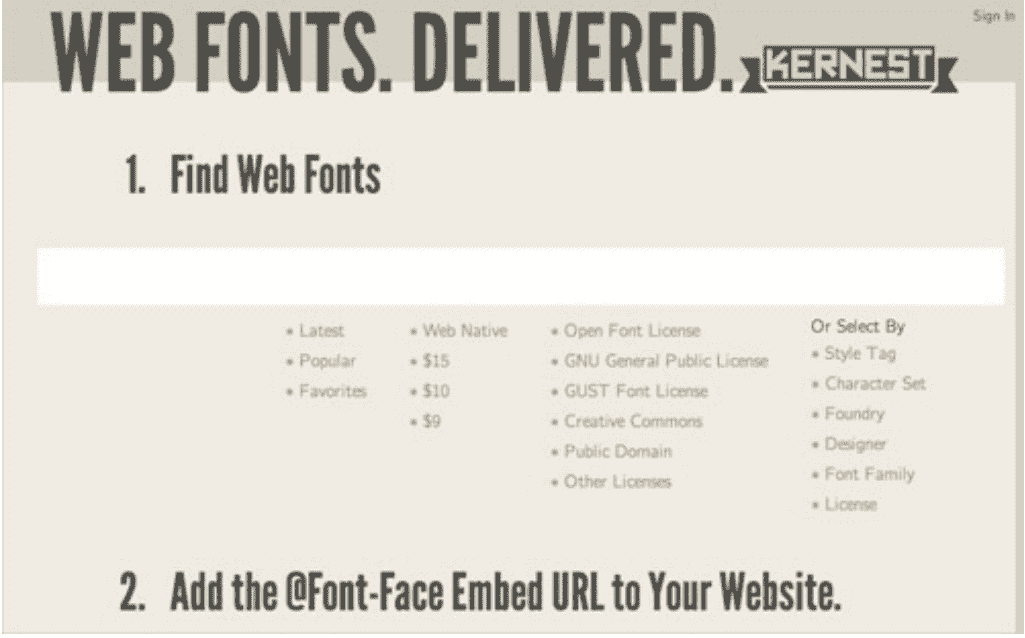 Sign In
WEB FONTS. DELIVERED.
KERNEST
1. Find Web Fonts
• Latest
• Popular
• Favorites
• Web Native
• $15
• $10
• $9
• Open Font License
• GNU General Public License
• GUST Font License
• Creative Commons
• Public Domain
• Other Licenses
Or Select By
• Style Tag
• Character Set
• Foundry
• Designer
• Font Family
• License
2. Add the @Font-Face Embed URL to Your Website.